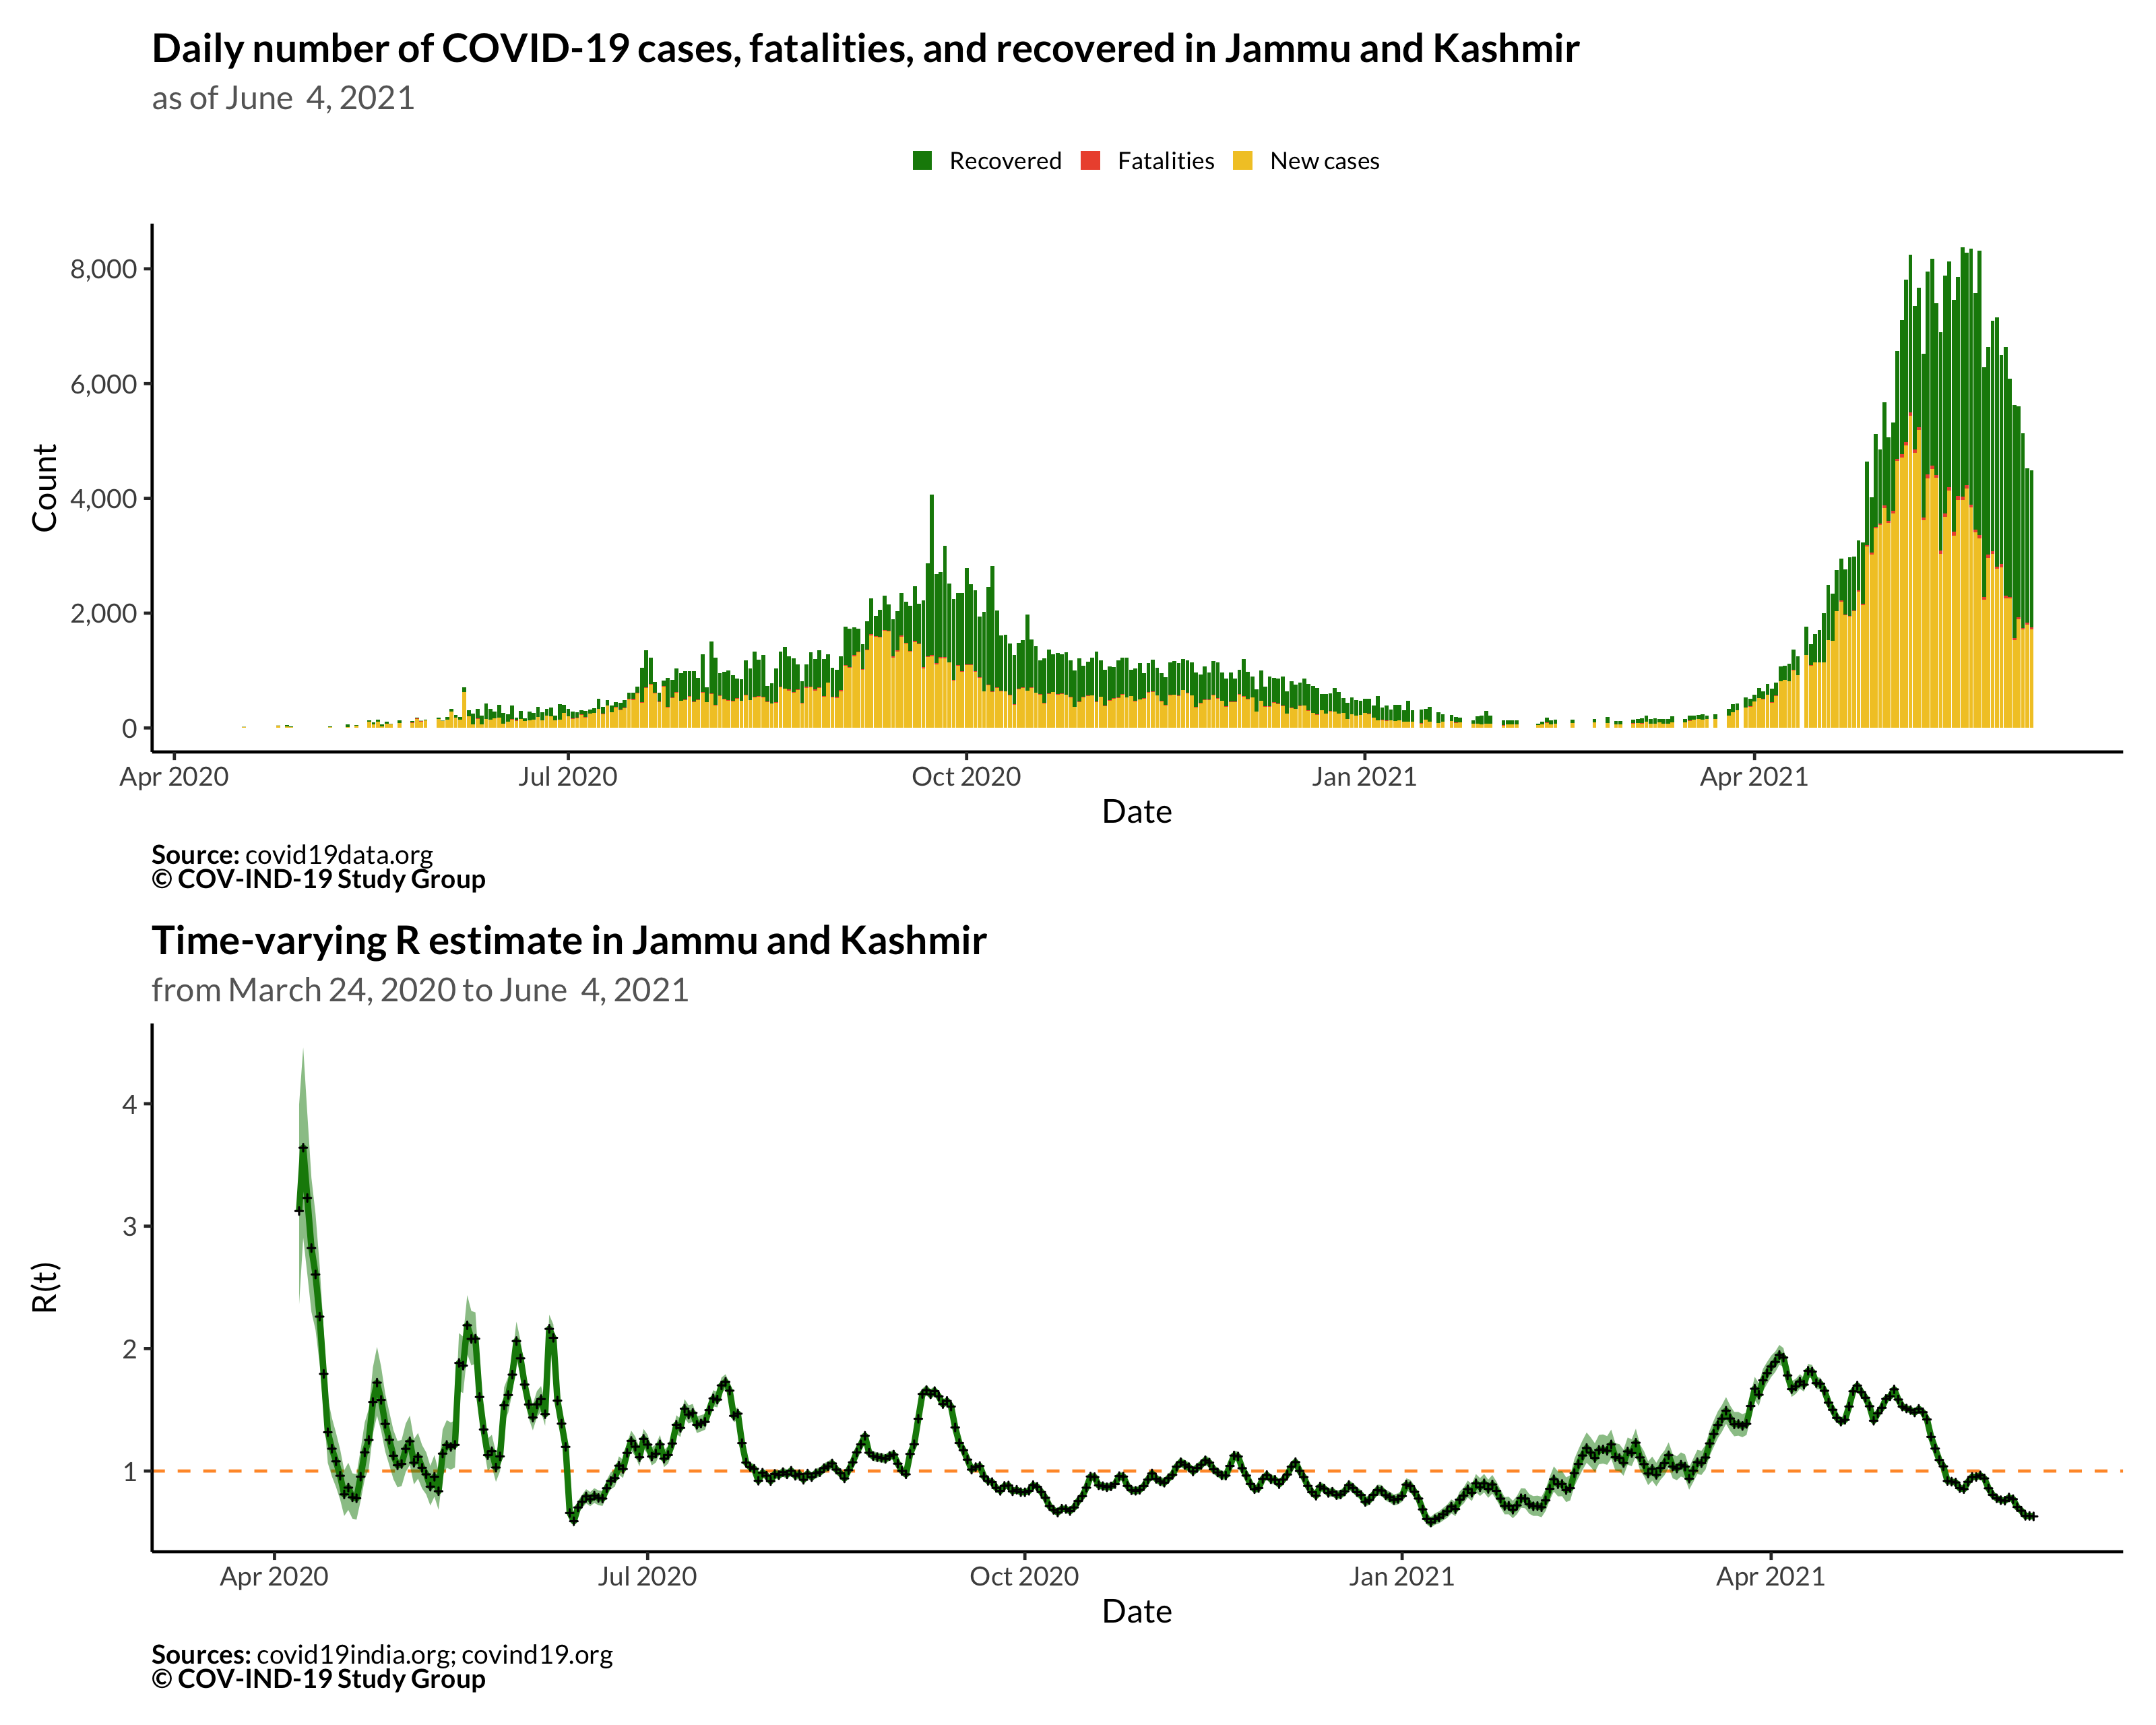 Daily number of COVID-19 cases, fatalities, and recovered in Jammu and Kashmir
as of June  4, 2021
Recovered Fatalities New cases
Count
8,000
6,000
4,000
2,000
0
Apr 2020 Jul 2020 Oct 2020 Jan 2021 Apr 2021
Date
Source: covid19data.org
© COV-IND-19 Study Group
Time-varying R estimate in Jammu and Kashmir
from March 24, 2020 to June  4, 2021
R(t)
4
3
2
1
Apr 2020 Jul 2020 Oct 2020 Jan 2021 Apr 2021
Date
Sources: covid19india.org; covind19.org
© COV-IND-19 Study Group